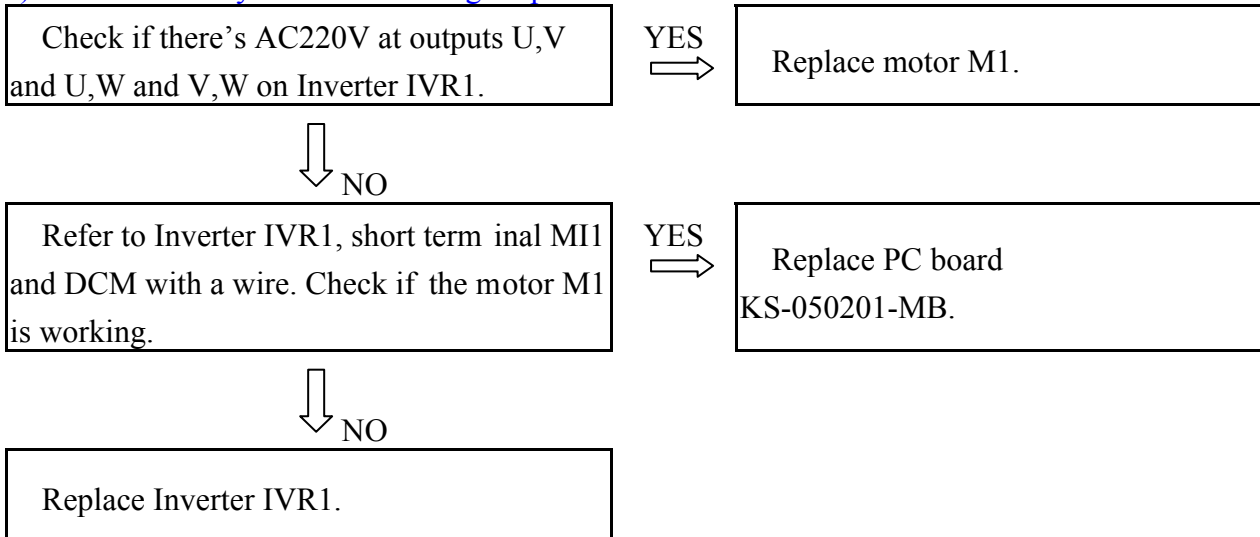 Check if there’s AC220V at outputs U,V
and U,W and V,W on Inverter IVR1.
YES
Replace motor M1.
NO
Refer to Inverter IVR1, short term inal MI1
and DCM with a wire. Check if the motor M1
is working.
YES
Replace PC board
KS-050201-MB.
NO
Replace Inverter IVR1.